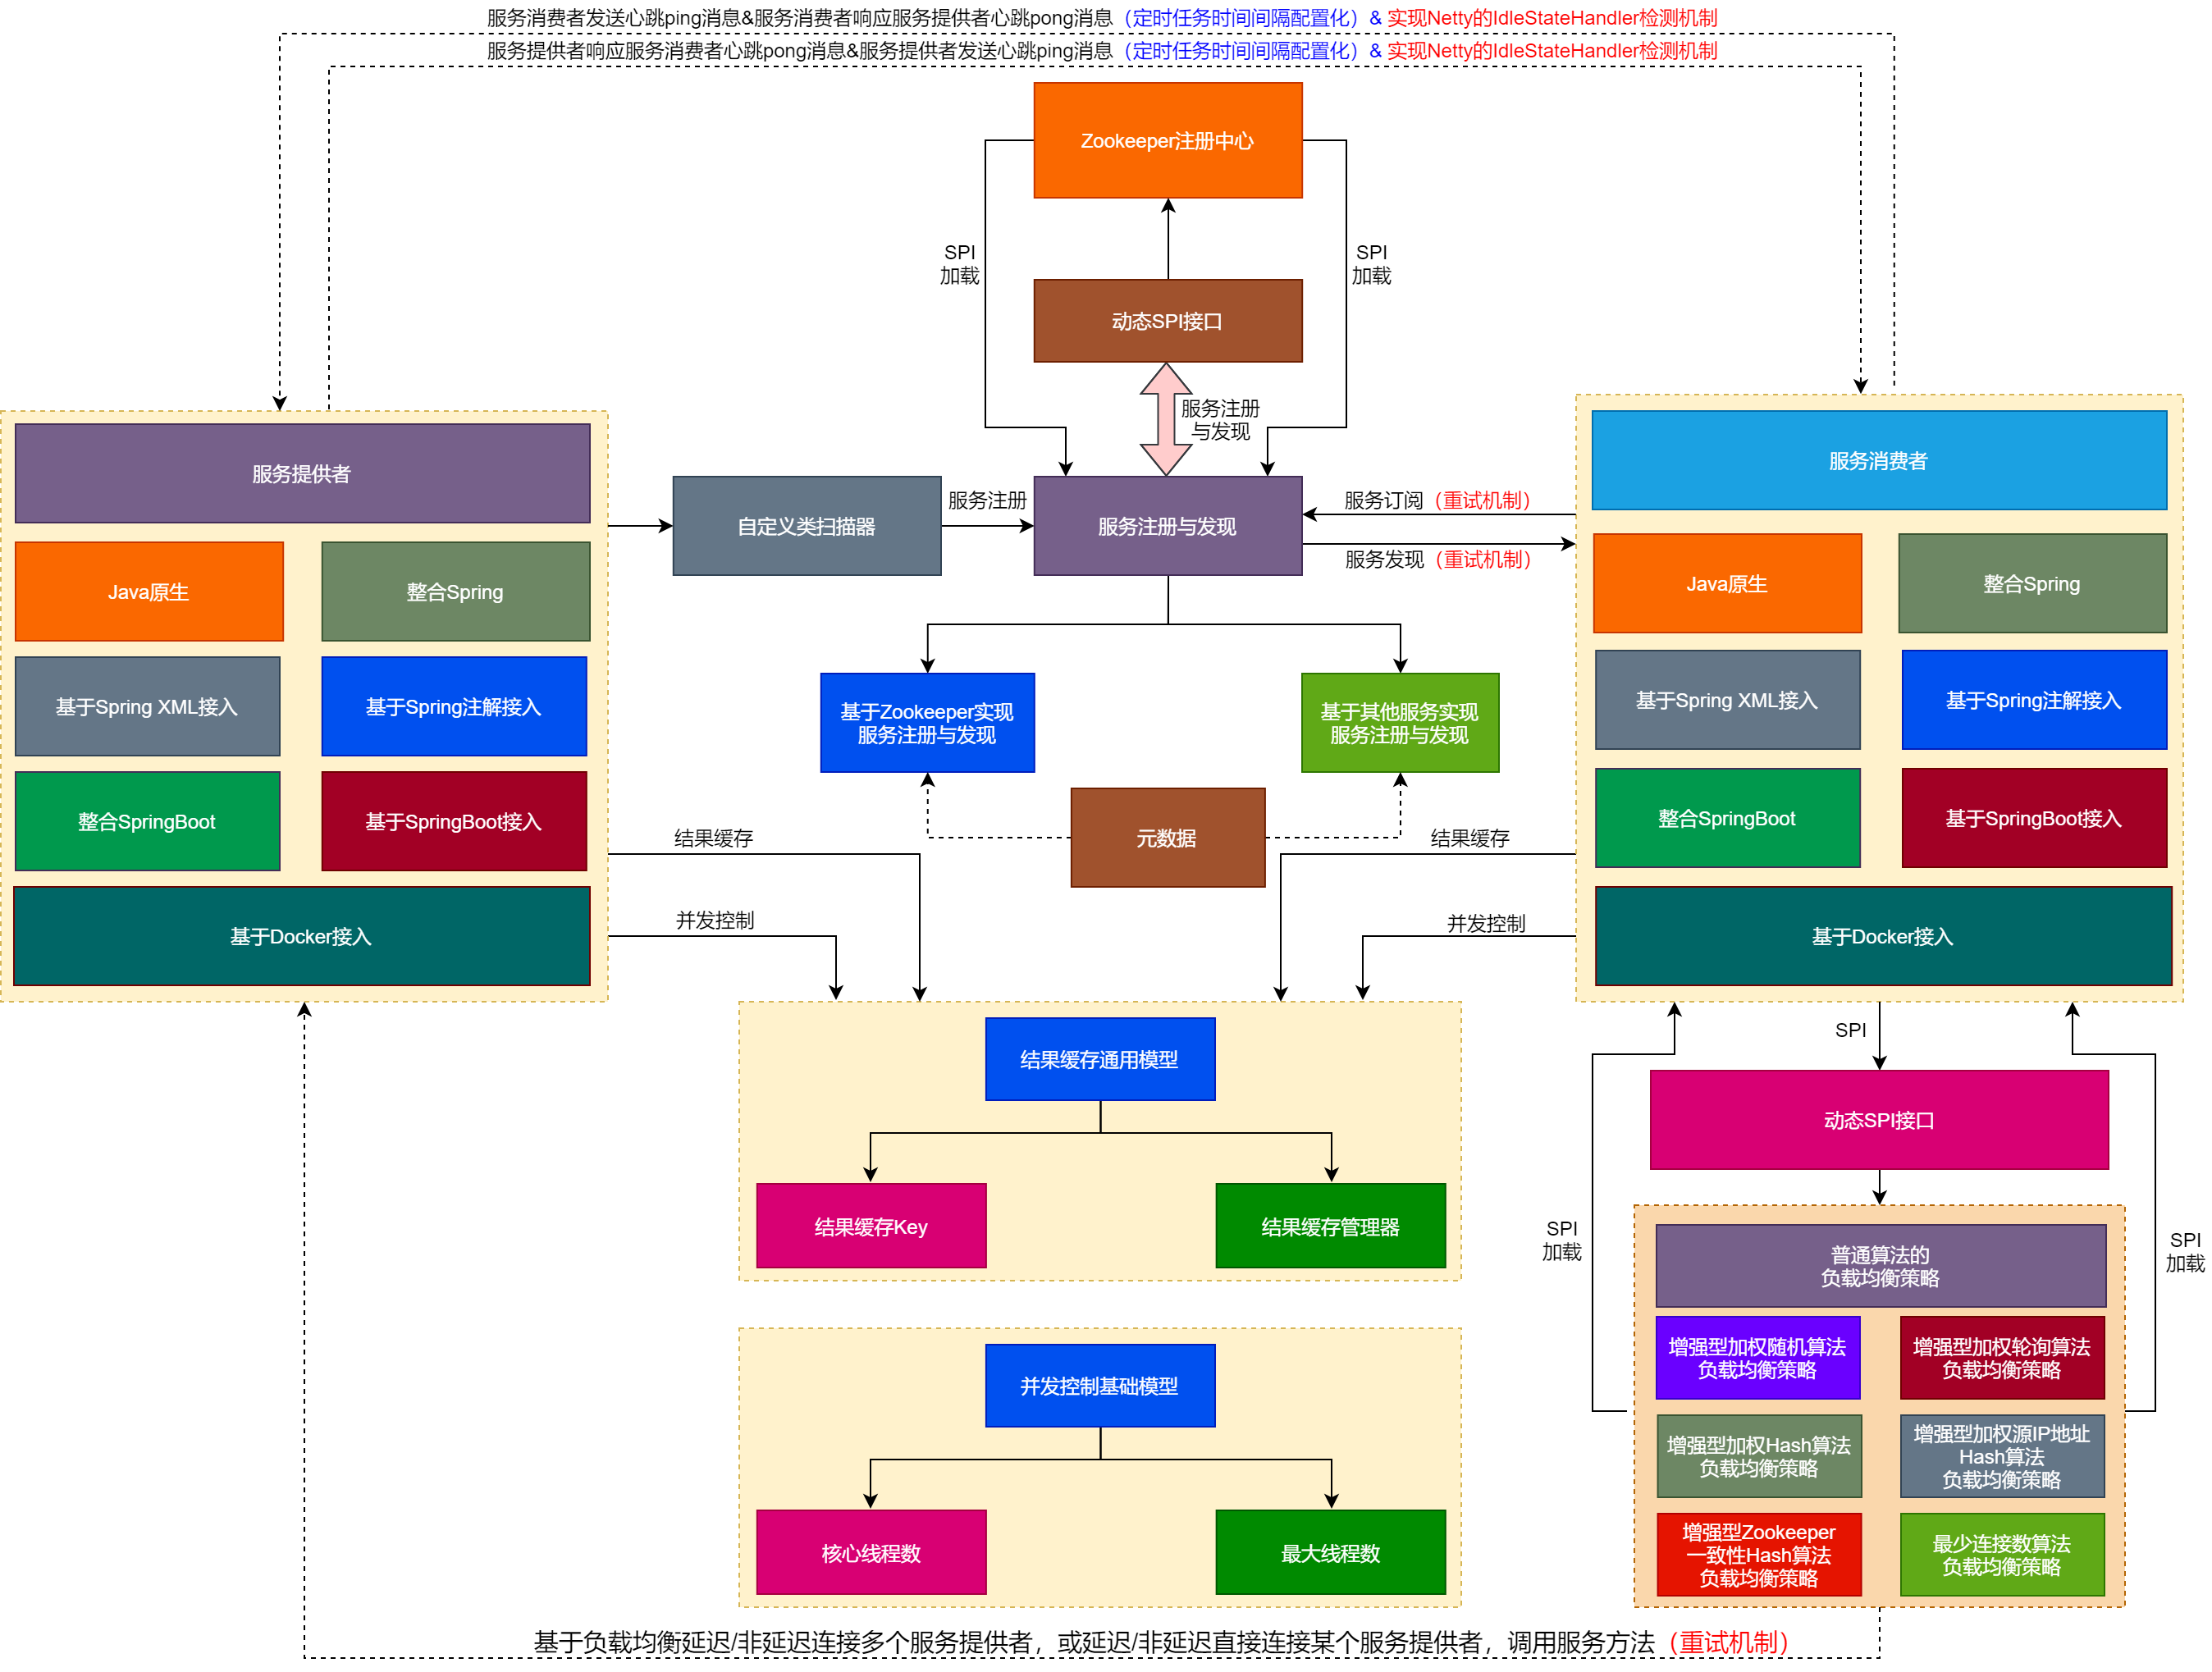 服务消费者发送心跳ping消息&服务消费者响应服务提供者心跳pong消息（定时任务时间间隔配置化）& 实现Netty的IdleStateHandler检测机制
服务提供者响应服务消费者心跳pong消息&服务提供者发送心跳ping消息（定时任务时间间隔配置化）& 实现Netty的IdleStateHandler检测机制
Zookeeper注册中心
SPI
加载
SPI
加载
动态SPI接口
服务注册
与发现
服务提供者
Java原生
整合Spring
基于Spring XML接入
基于Spring注解接入
整合SpringBoot
基于SpringBoot接入
基于Docker接入
自定义类扫描器
服务注册
服务注册与发现
服务订阅（重试机制）
服务发现（重试机制）
服务消费者
Java原生
整合Spring
基于Spring XML接入
基于Spring注解接入
整合SpringBoot
基于SpringBoot接入
基于Docker接入
基于Zookeeper实现
服务注册与发现
基于其他服务实现
服务注册与发现
元数据
结果缓存
结果缓存
并发控制
并发控制
结果缓存通用模型
结果缓存Key
结果缓存管理器
并发控制基础模型
核心线程数
最大线程数
SPI
动态SPI接口
SPI
加载
SPI
加载
普通算法的
负载均衡策略
增强型加权随机算法
负载均衡策略
增强型加权轮询算法
负载均衡策略
增强型加权Hash算法
负载均衡策略
增强型加权源IP地址
Hash算法
负载均衡策略
增强型Zookeeper
一致性Hash算法
负载均衡策略
最少连接数算法
负载均衡策略
基于负载均衡延迟/非延迟连接多个服务提供者，或延迟/非延迟直接连接某个服务提供者，调用服务方法（重试机制）